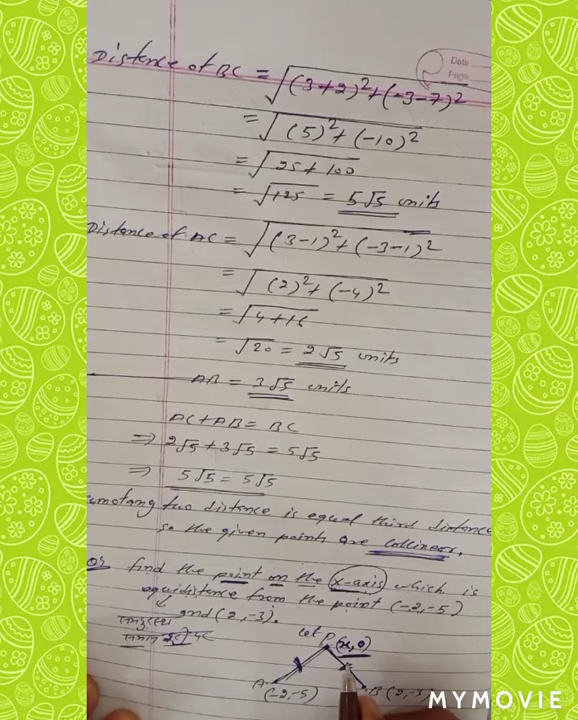 Date
Page
Distance of BC = √(3+2)²+(-3-7)²
= √(5)²+(-10)²
= √25+100
= √125 = 5√5 units
Distance of AC = √(3-1)²+(-3-1)²
= √(2)²+(-4)²
= √4+16
= √20 = 2√5 units
AB = 3√5 units
AC+AB = BC
⇒ 2√5+3√5 = 5√5
⇒ 5√5 = 5√5
two distance is equal third distance
so the given points are collinear.
Q. find the point on the x-axis which is
equidistance from the point (-2,-5)
and (2,-3).
let P(x,0)
A (-2,-5)
B (2,-3
MYMOVIE